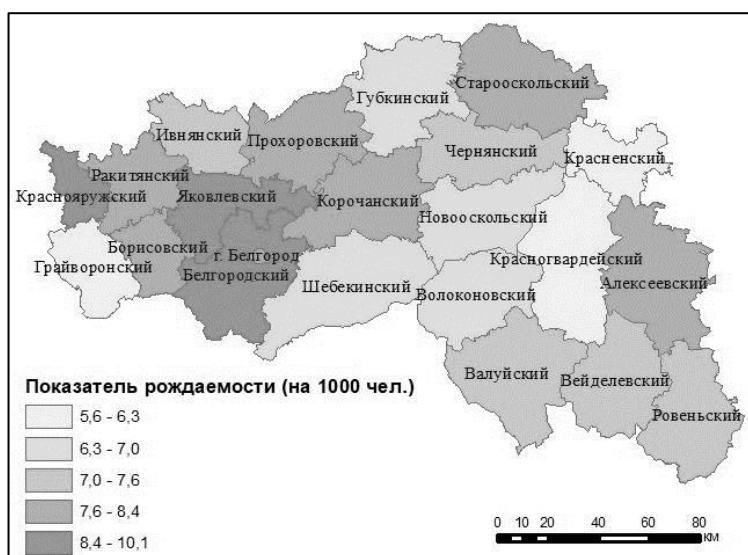 Старооскольский
Губкинский
Ивнянский
Прохоровский
Чернянский
Красненский
Ракитянский
Краснояружский
Яковлевский
Корочанский
Новооскольский
Борисовский
г. Белгород
Грайворонский
Белгородский
Красногвардейский
Шебекинский
Волоконовский
Алексеевский
Валуйский
Вейделевский
Ровеньский
Показатель рождаемости (на 1000 чел.)
5,6 - 6,3
6,3 - 7,0
7,0 - 7,6
7,6 - 8,4
8,4 - 10,1
0 10 20 40 60 80
км